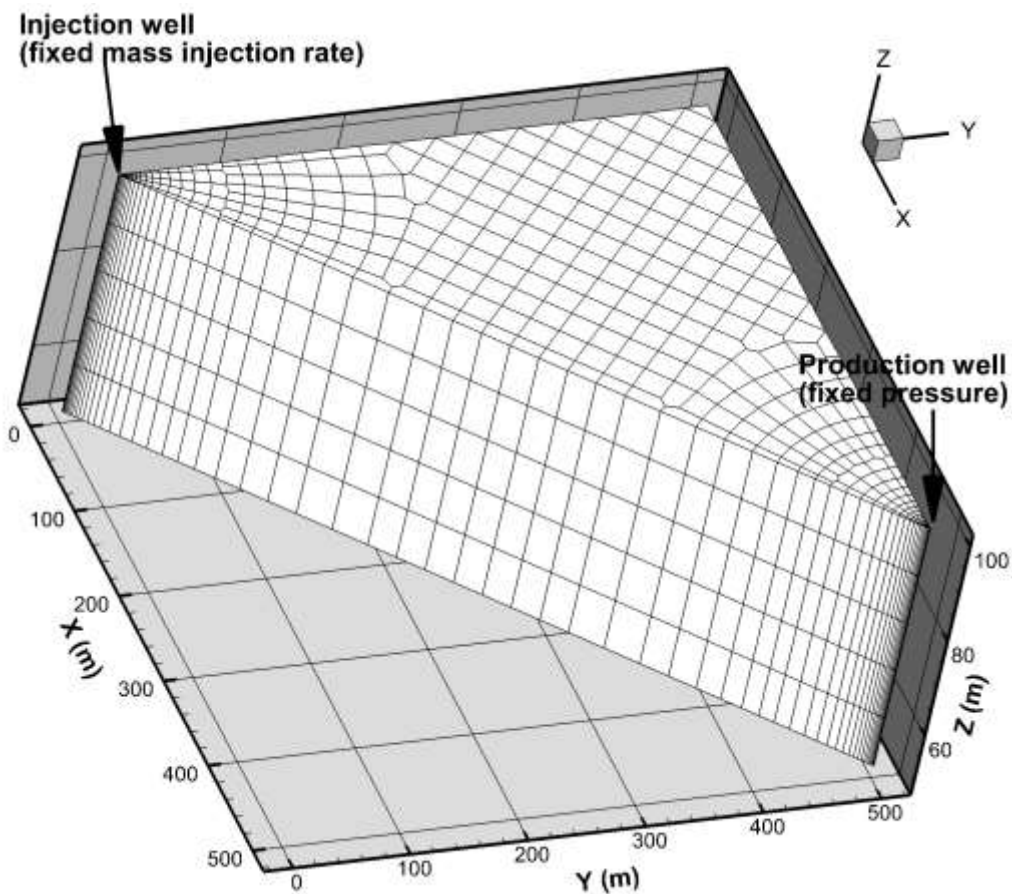 Injection well
(fixed mass injection rate)
Z
Y
X
Production well
(fixed pressure)
0
100
200
300
400
500
X (m)
0
100
200
300
400
500
Y (m)
60
80
100
Z (m)